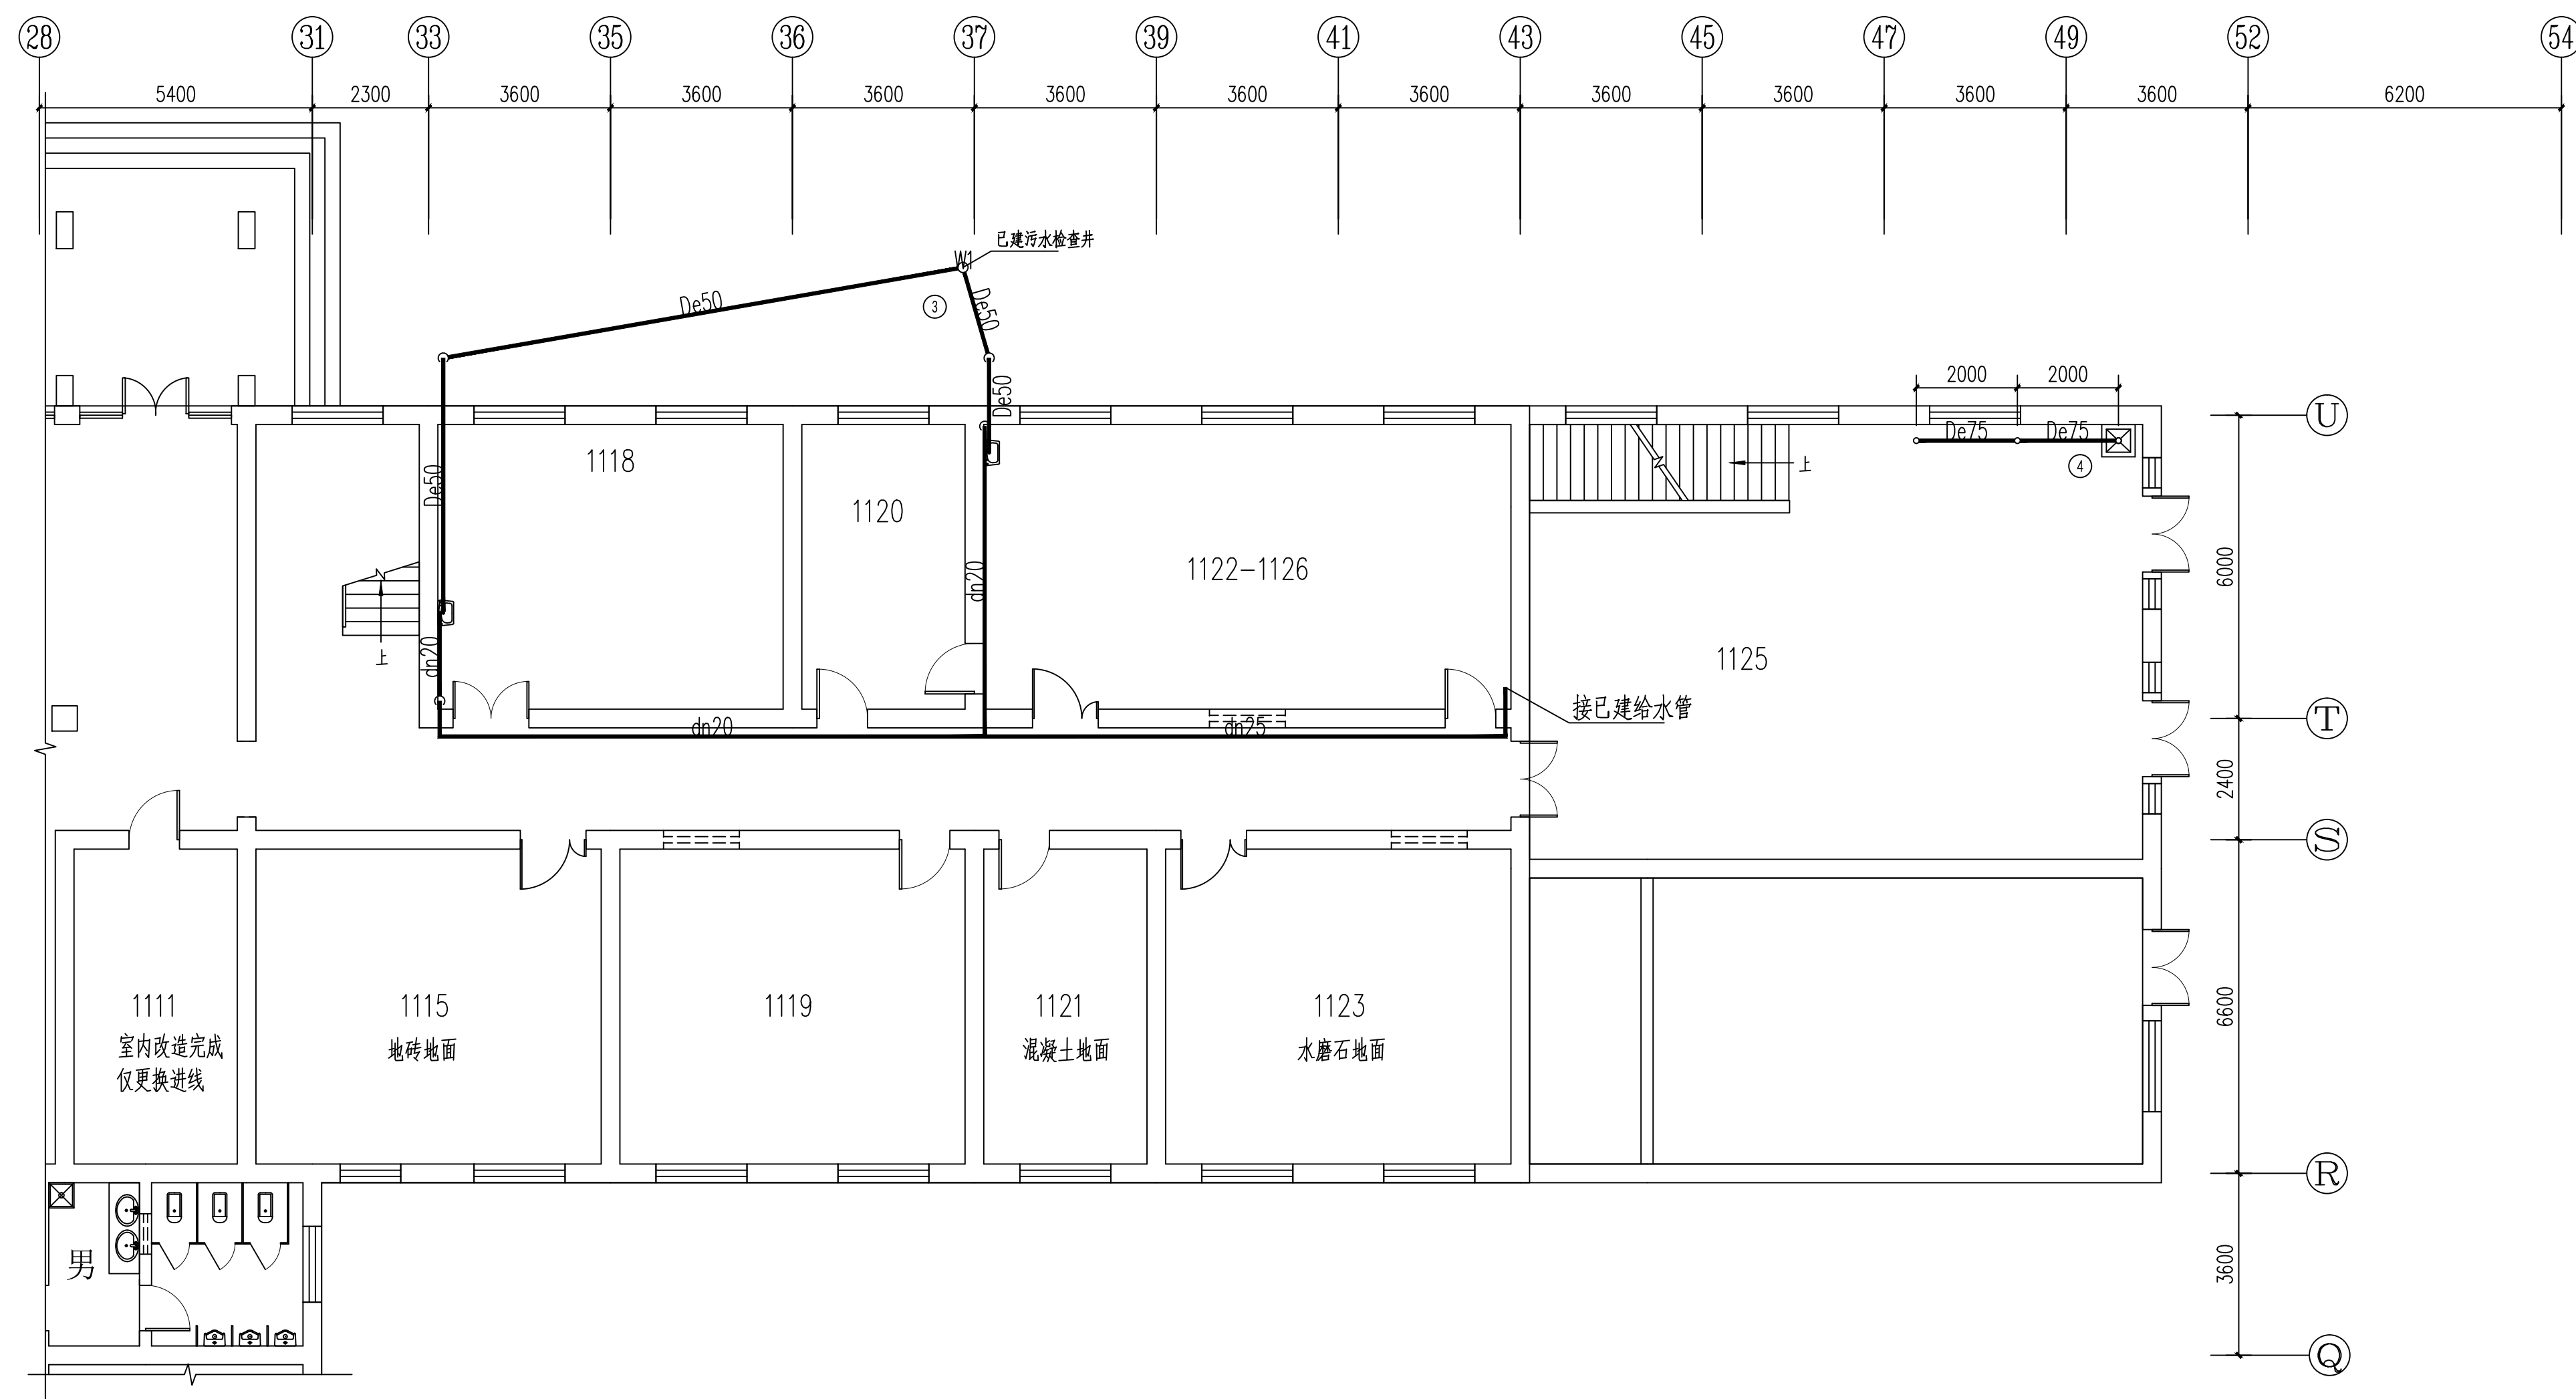 28 31 33 35 36 37 39 41 43 45 47 49 52 54
5400 2300 3600 3600 3600 3600 3600 3600 3600 3600 3600 3600 6200
已建污水检查井
W1
De50
De50
3
2000 2000
De50
U
De75 De75
1118
4
上
De50
1120
6000
1122-1126
dn20
1125
上
dn20
接已建给水管
T
dn20
dn25
2400
S
1111
1115
1119
1121
1123
6600
室内改造完成
仅更换进线
地砖地面
混凝土地面
水磨石地面
R
男
3600
Q